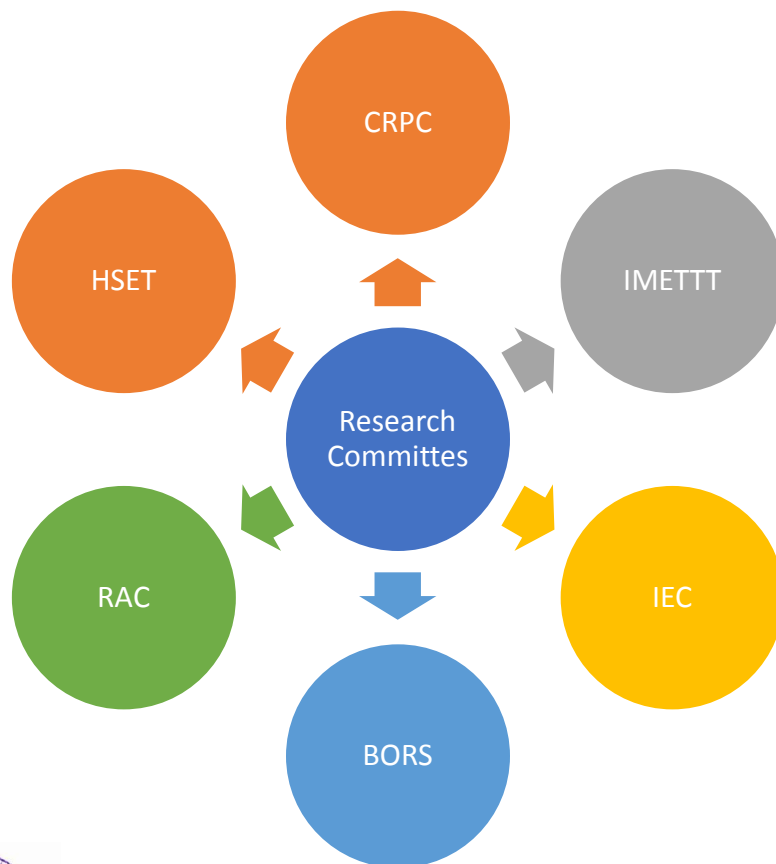 CRPC
HSET
IMETTT
Research
Committes
RAC
IEC
BORS